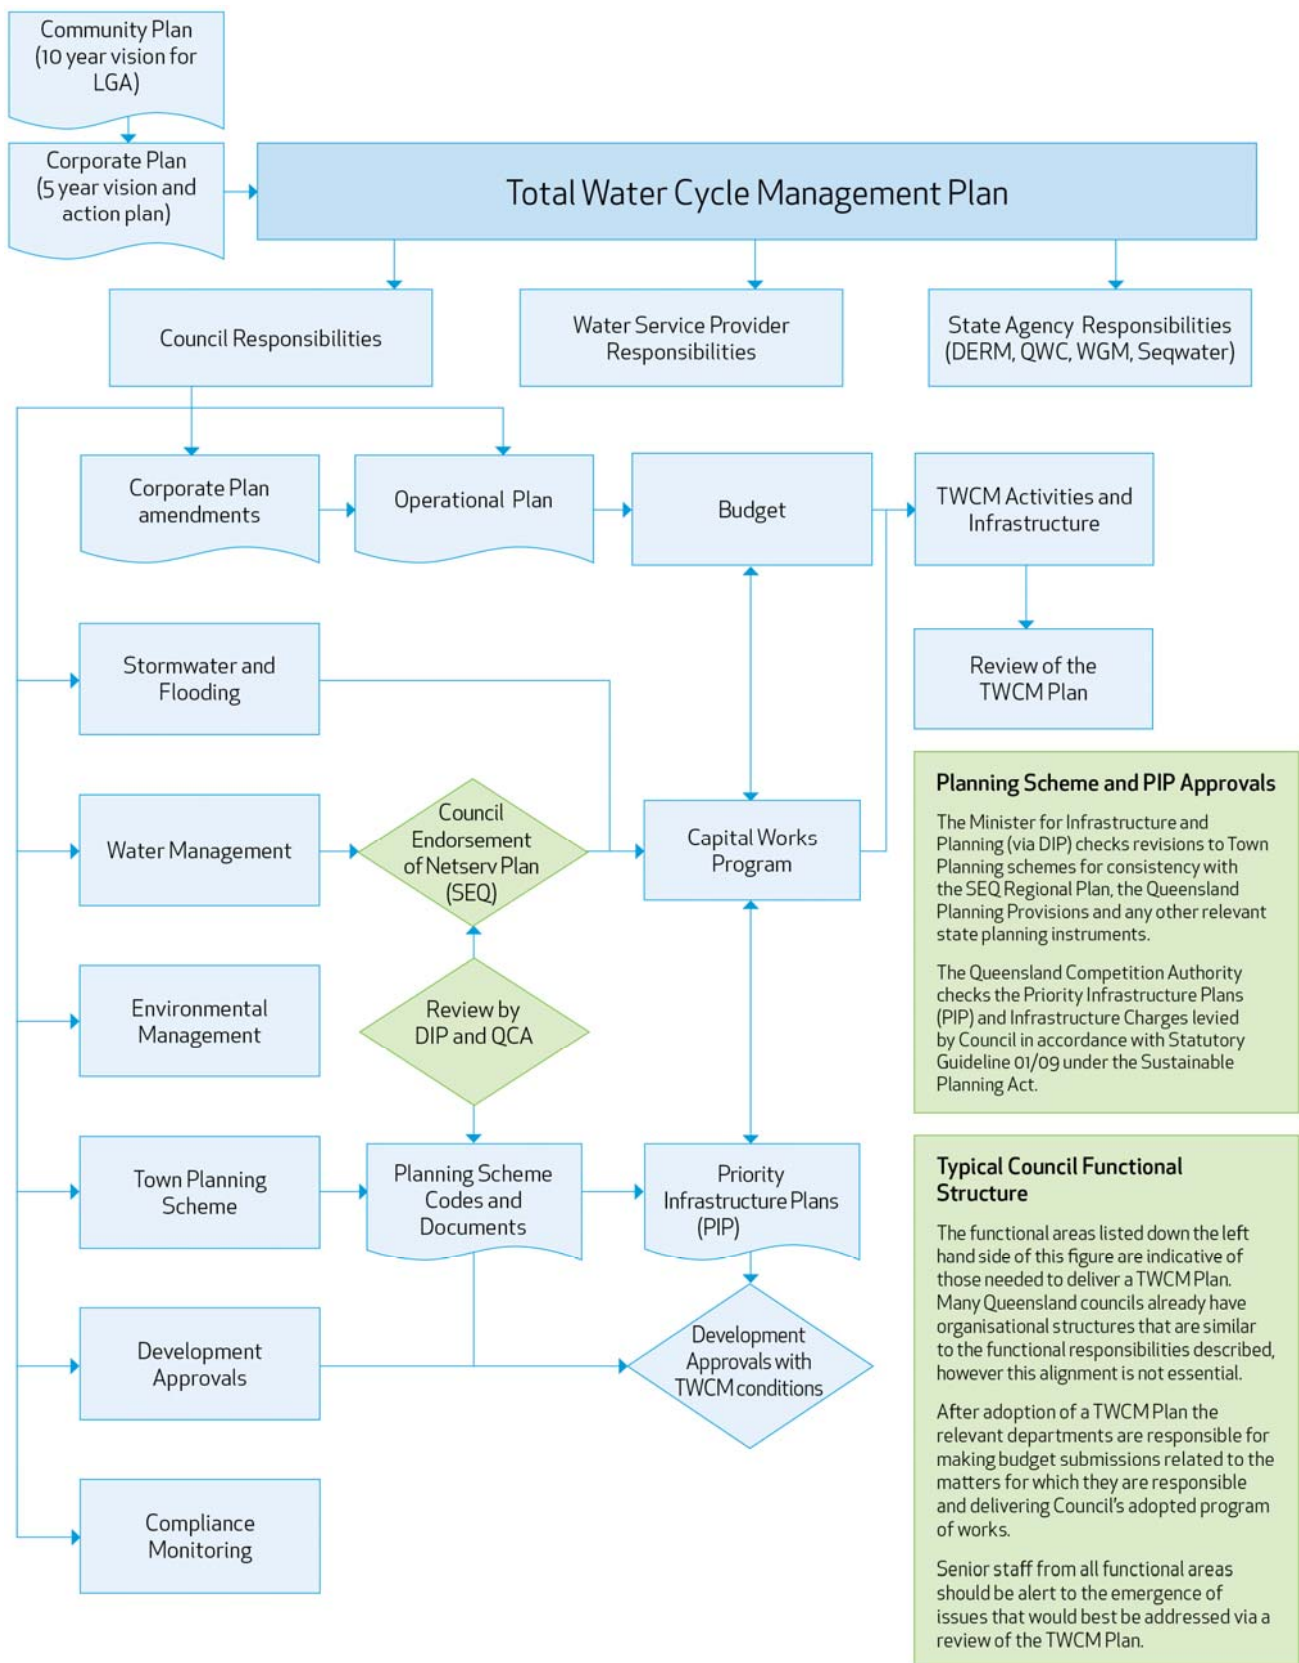 Community Plan
(10 year vision for
LGA)
Corporate Plan
(5 year vision and
action plan)
Total Water Cycle Management Plan
Council Responsibilities
Water Service Provider
Responsibilities
State Agency Responsibilities
(DERM, QWC, WGM, Seqwater)
Corporate Plan
amendments
Operational Plan
Budget
TWCM Activities and
Infrastructure
Stormwater and
Flooding
Review of the
TWCM Plan
Water Management
Council
Endorsement
of Netserv Plan
(SEQ)
Capital Works
Program
Environmental
Management
Review by
DIP and QCA
Town Planning
Scheme
Planning Scheme
Codes and
Documents
Priority
Infrastructure Plans
(PIP)
Development
Approvals
Development
Approvals with
TWCM conditions
Compliance
Monitoring
Planning Scheme and PIP Approvals
The Minister for Infrastructure and
Planning (via DIP) checks revisions to Town
Planning schemes for consistency with
the SEQ Regional Plan, the Queensland
Planning Provisions and any other relevant
state planning instruments.
The Queensland Competition Authority
checks the Priority Infrastructure Plans
(PIP) and Infrastructure Charges levied
by Council in accordance with Statutory
Guideline 01/09 under the Sustainable
Planning Act.
Typical Council Functional
Structure
The functional areas listed down the left
hand side of this figure are indicative of
those needed to deliver a TWCM Plan.
Many Queensland councils already have
organisational structures that are similar
to the functional responsibilities described,
however this alignment is not essential.
After adoption of a TWCM Plan the
relevant departments are responsible for
making budget submissions related to the
matters for which they are responsible
and delivering Council's adopted program
of works.
Senior staff from all functional areas
should be alert to the emergence of
issues that would best be addressed via a
review of the TWCM Plan.